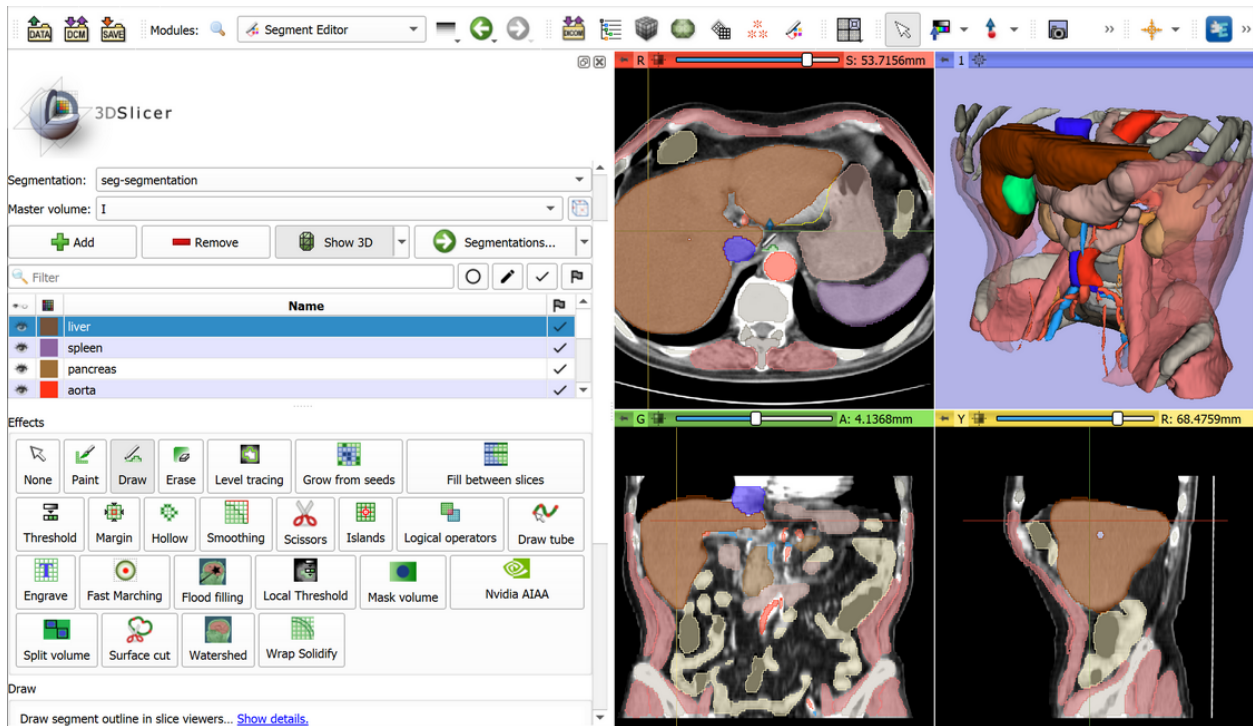 DATA DCM SAVE Modules: Segment Editor DICOM
R S: 53.7156mm 1
3DSlicer
Segmentation: seg-segmentation
Master volume: I
Add Remove Show 3D Segmentations...
Filter
Name
liver
spleen
pancreas
aorta
G A: 4.1368mm Y R: 68.4759mm
Effects
None Paint Draw Erase Level tracing Grow from seeds Fill between slices
Threshold Margin Hollow Smoothing Scissors Islands Logical operators Draw tube
Engrave Fast Marching Flood filling Local Threshold Mask volume Nvidia AIAA
Split volume Surface cut Watershed Wrap Solidify
Draw
Draw segment outline in slice viewers... Show details.